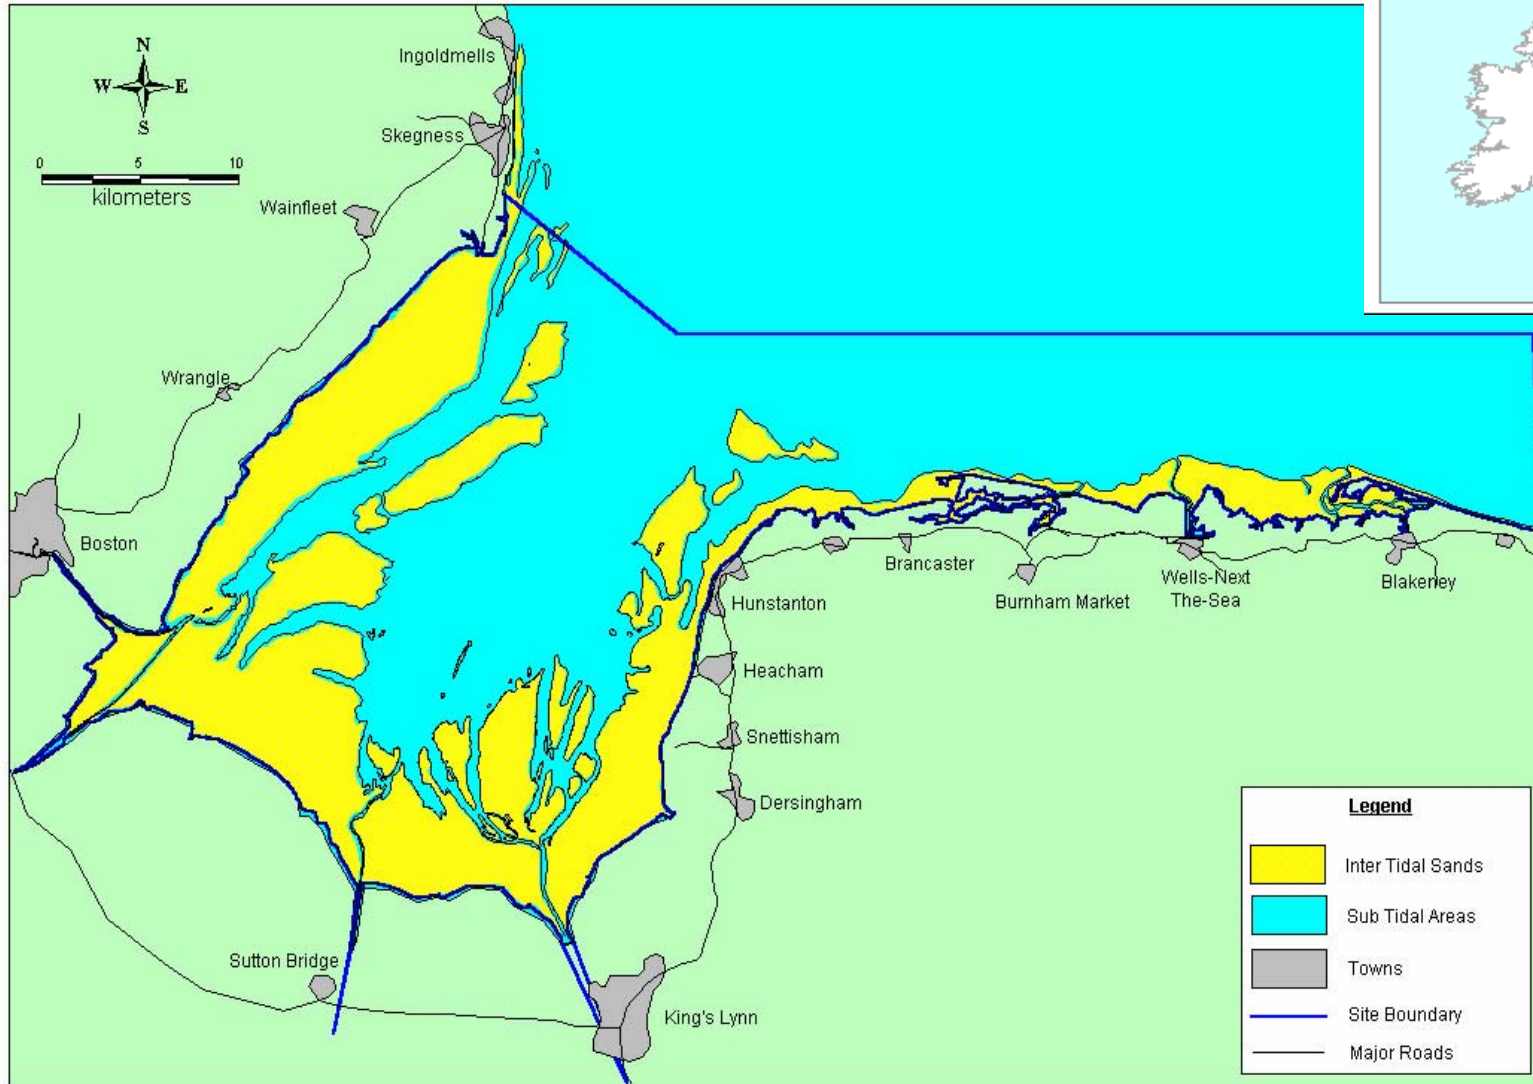 N
W E
S
0 5 10
kilometers
Ingoldmells
Skegness
Wainfleet
Wrangle
Boston
Hunstanton
Brancaster
Burnham Market
Wells-Next
The-Sea
Blakeney
Heacham
Snettisham
Dersingham
Sutton Bridge
King's Lynn
Legend
Inter Tidal Sands
Sub Tidal Areas
Towns
Site Boundary
Major Roads